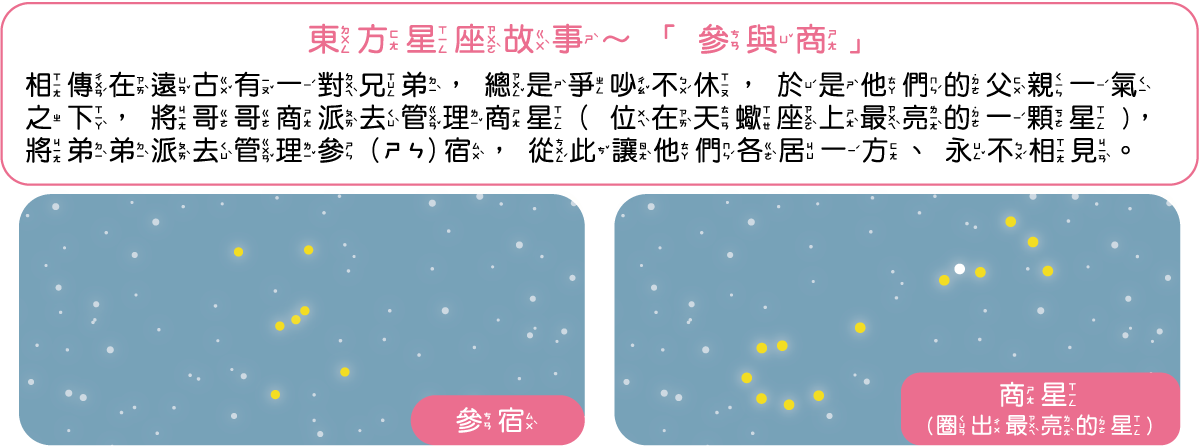 東方星座故事～「參與商」
相傳在遠古有一對兄弟，總是爭吵不休，於是他們的父親一氣
之下，將哥哥商派去管理商星(位在天蠍座上最亮的一顆星)，
將弟弟派去管理參(ㄕㄣ)宿，從此讓他們各居一方、永不相見。
參宿
商星
(圈出最亮的星)